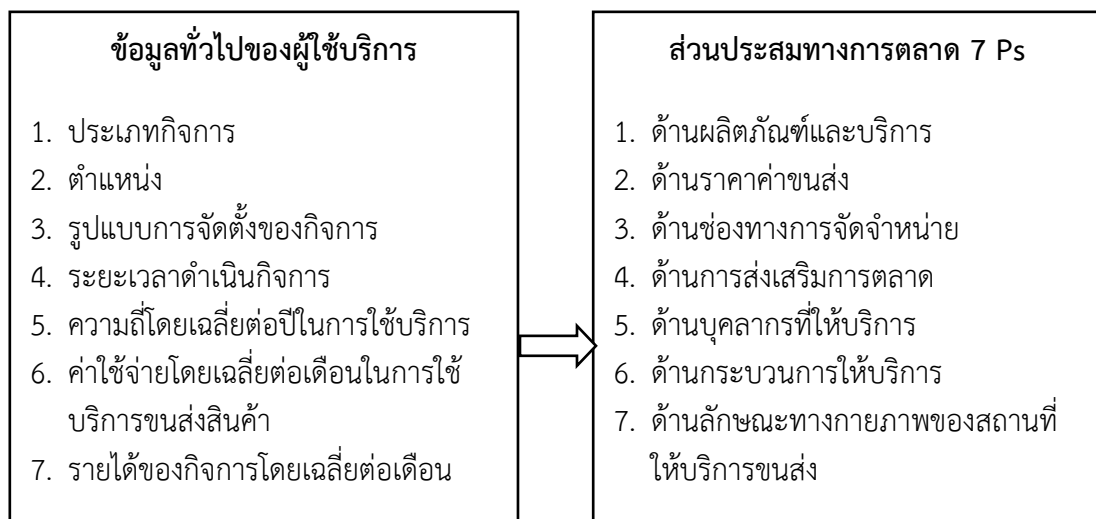 ข้อมูลทั่วไปของผู้ใช้บริการ
1. ประเภทกิจการ
2. ตำแหน่ง
3. รูปแบบการจัดตั้งของกิจการ
4. ระยะเวลาดำเนินกิจการ
5. ความถี่โดยเฉลี่ยต่อปีในการใช้บริการ
6. ค่าใช้จ่ายโดยเฉลี่ยต่อเดือนในการใช้
บริการขนส่งสินค้า
7. รายได้ของกิจการโดยเฉลี่ยต่อเดือน
ส่วนประสมทางการตลาด 7 Ps
1. ด้านผลิตภัณฑ์และบริการ
2. ด้านราคาค่าขนส่ง
3. ด้านช่องทางการจัดจำหน่าย
4. ด้านการส่งเสริมการตลาด
5. ด้านบุคลากรที่ให้บริการ
6. ด้านกระบวนการให้บริการ
7. ด้านลักษณะทางกายภาพของสถานที่
ให้บริการขนส่ง